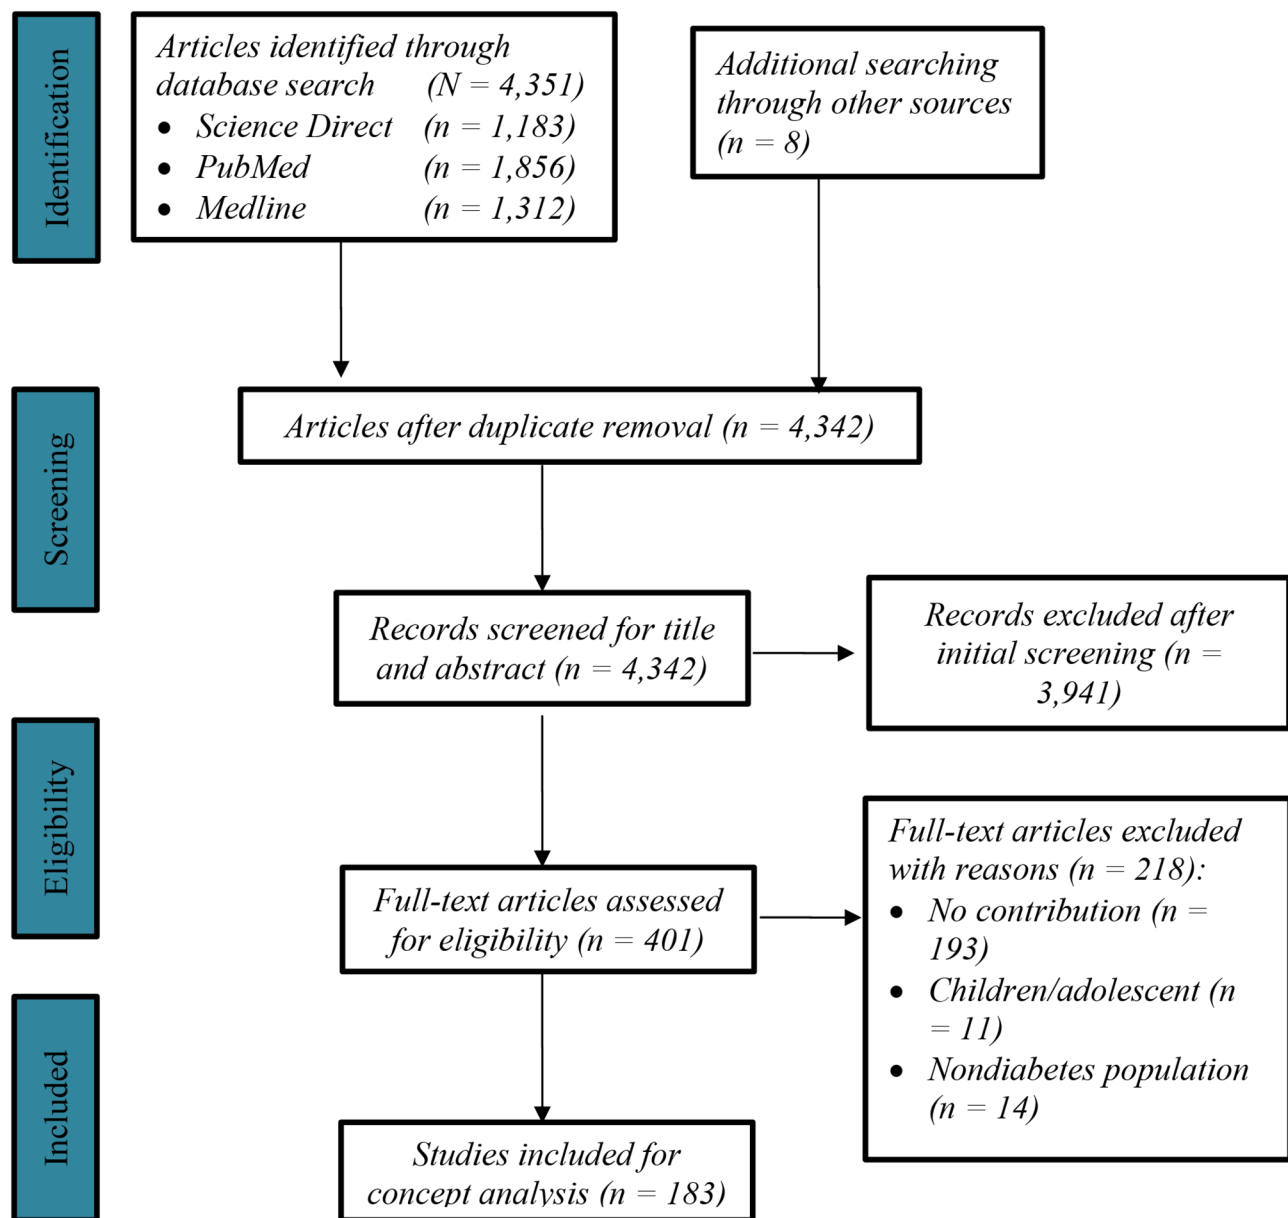 Identification
Articles identified through
database search (N = 4,351)
• Science Direct (n = 1,183)
• PubMed (n = 1,856)
• Medline (n = 1,312)
Additional searching
through other sources
(n = 8)
Screening
Articles after duplicate removal (n = 4,342)
Records screened for title
and abstract (n = 4,342)
Records excluded after
initial screening (n =
3,941)
Eligibility
Full-text articles assessed
for eligibility (n = 401)
Full-text articles excluded
with reasons (n = 218):
• No contribution (n =
193)
• Children/adolescent (n
= 11)
• Nondiabetes population
(n = 14)
Included
Studies included for
concept analysis (n = 183)